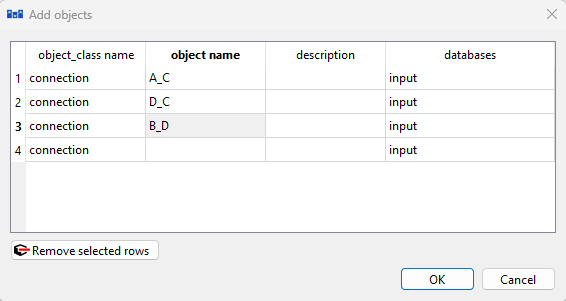 Add objects
object_class name object name description databases
1 connection A_C input
2 connection D_C input
3 connection B_D input
4 connection input
Remove selected rows
OK Cancel